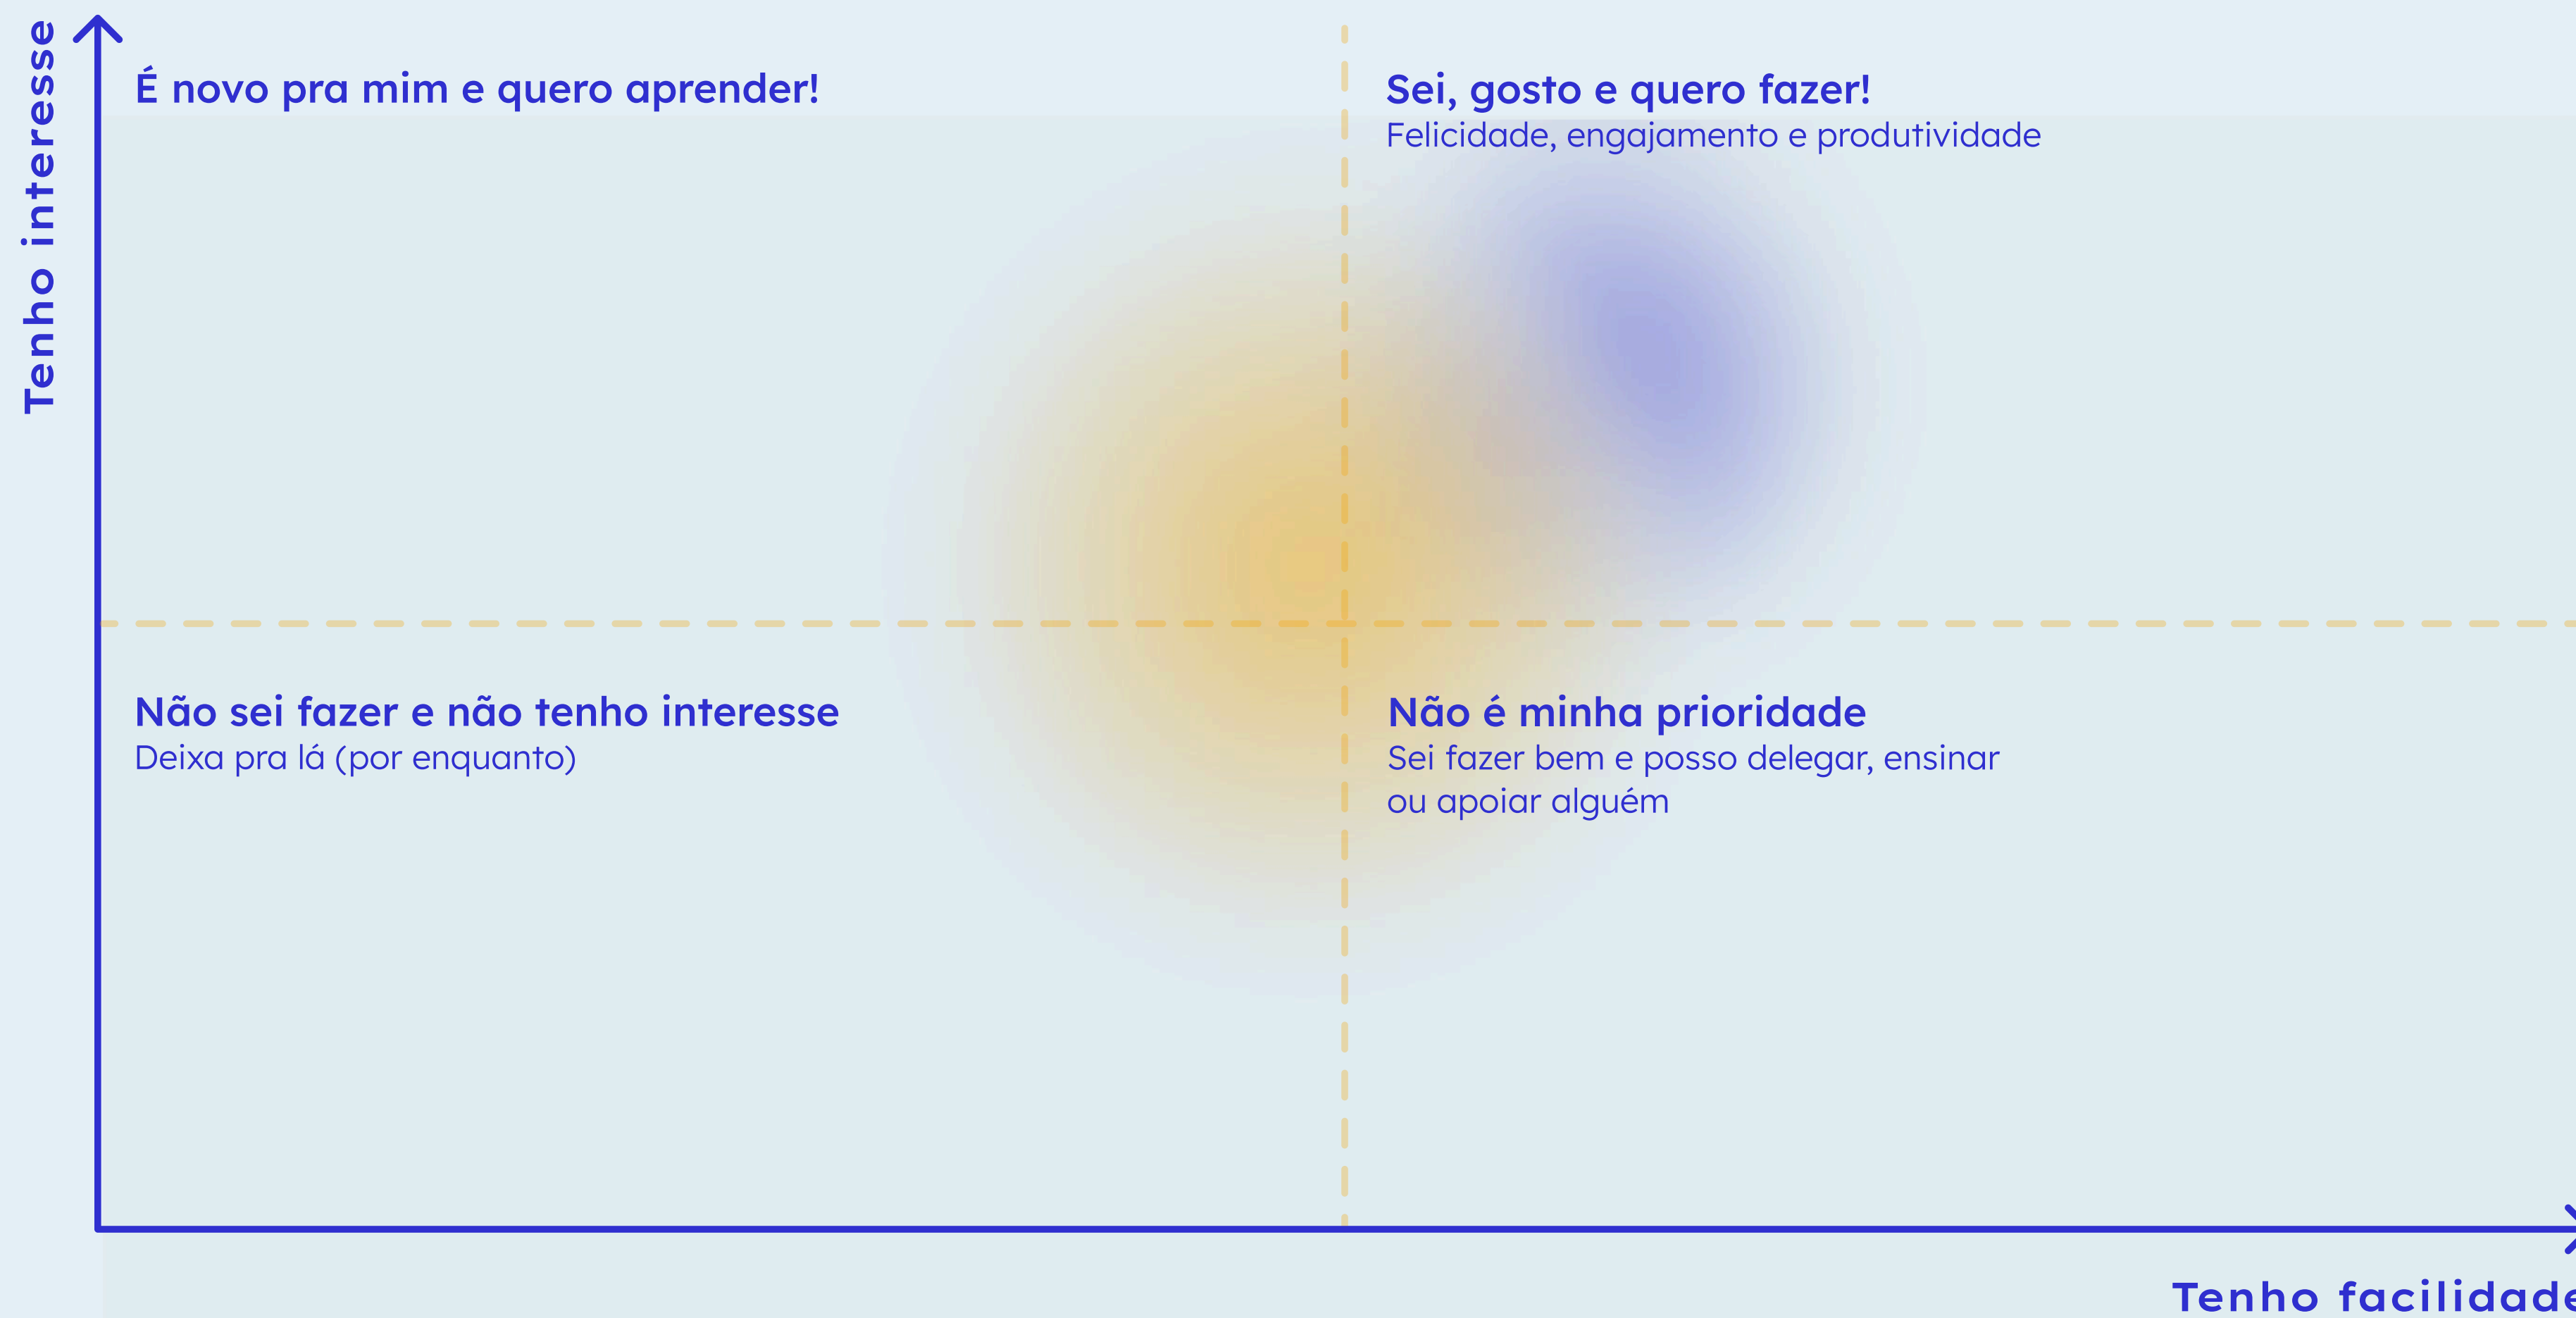 Tenho interesse
É novo pra mim e quero aprender!
Sei, gosto e quero fazer!
Felicidade, engajamento e produtividade
Não sei fazer e não tenho interesse
Deixa pra lá (por enquanto)
Não é minha prioridade
Sei fazer bem e posso delegar, ensinar
ou apoiar alguém
Tenho facilidade